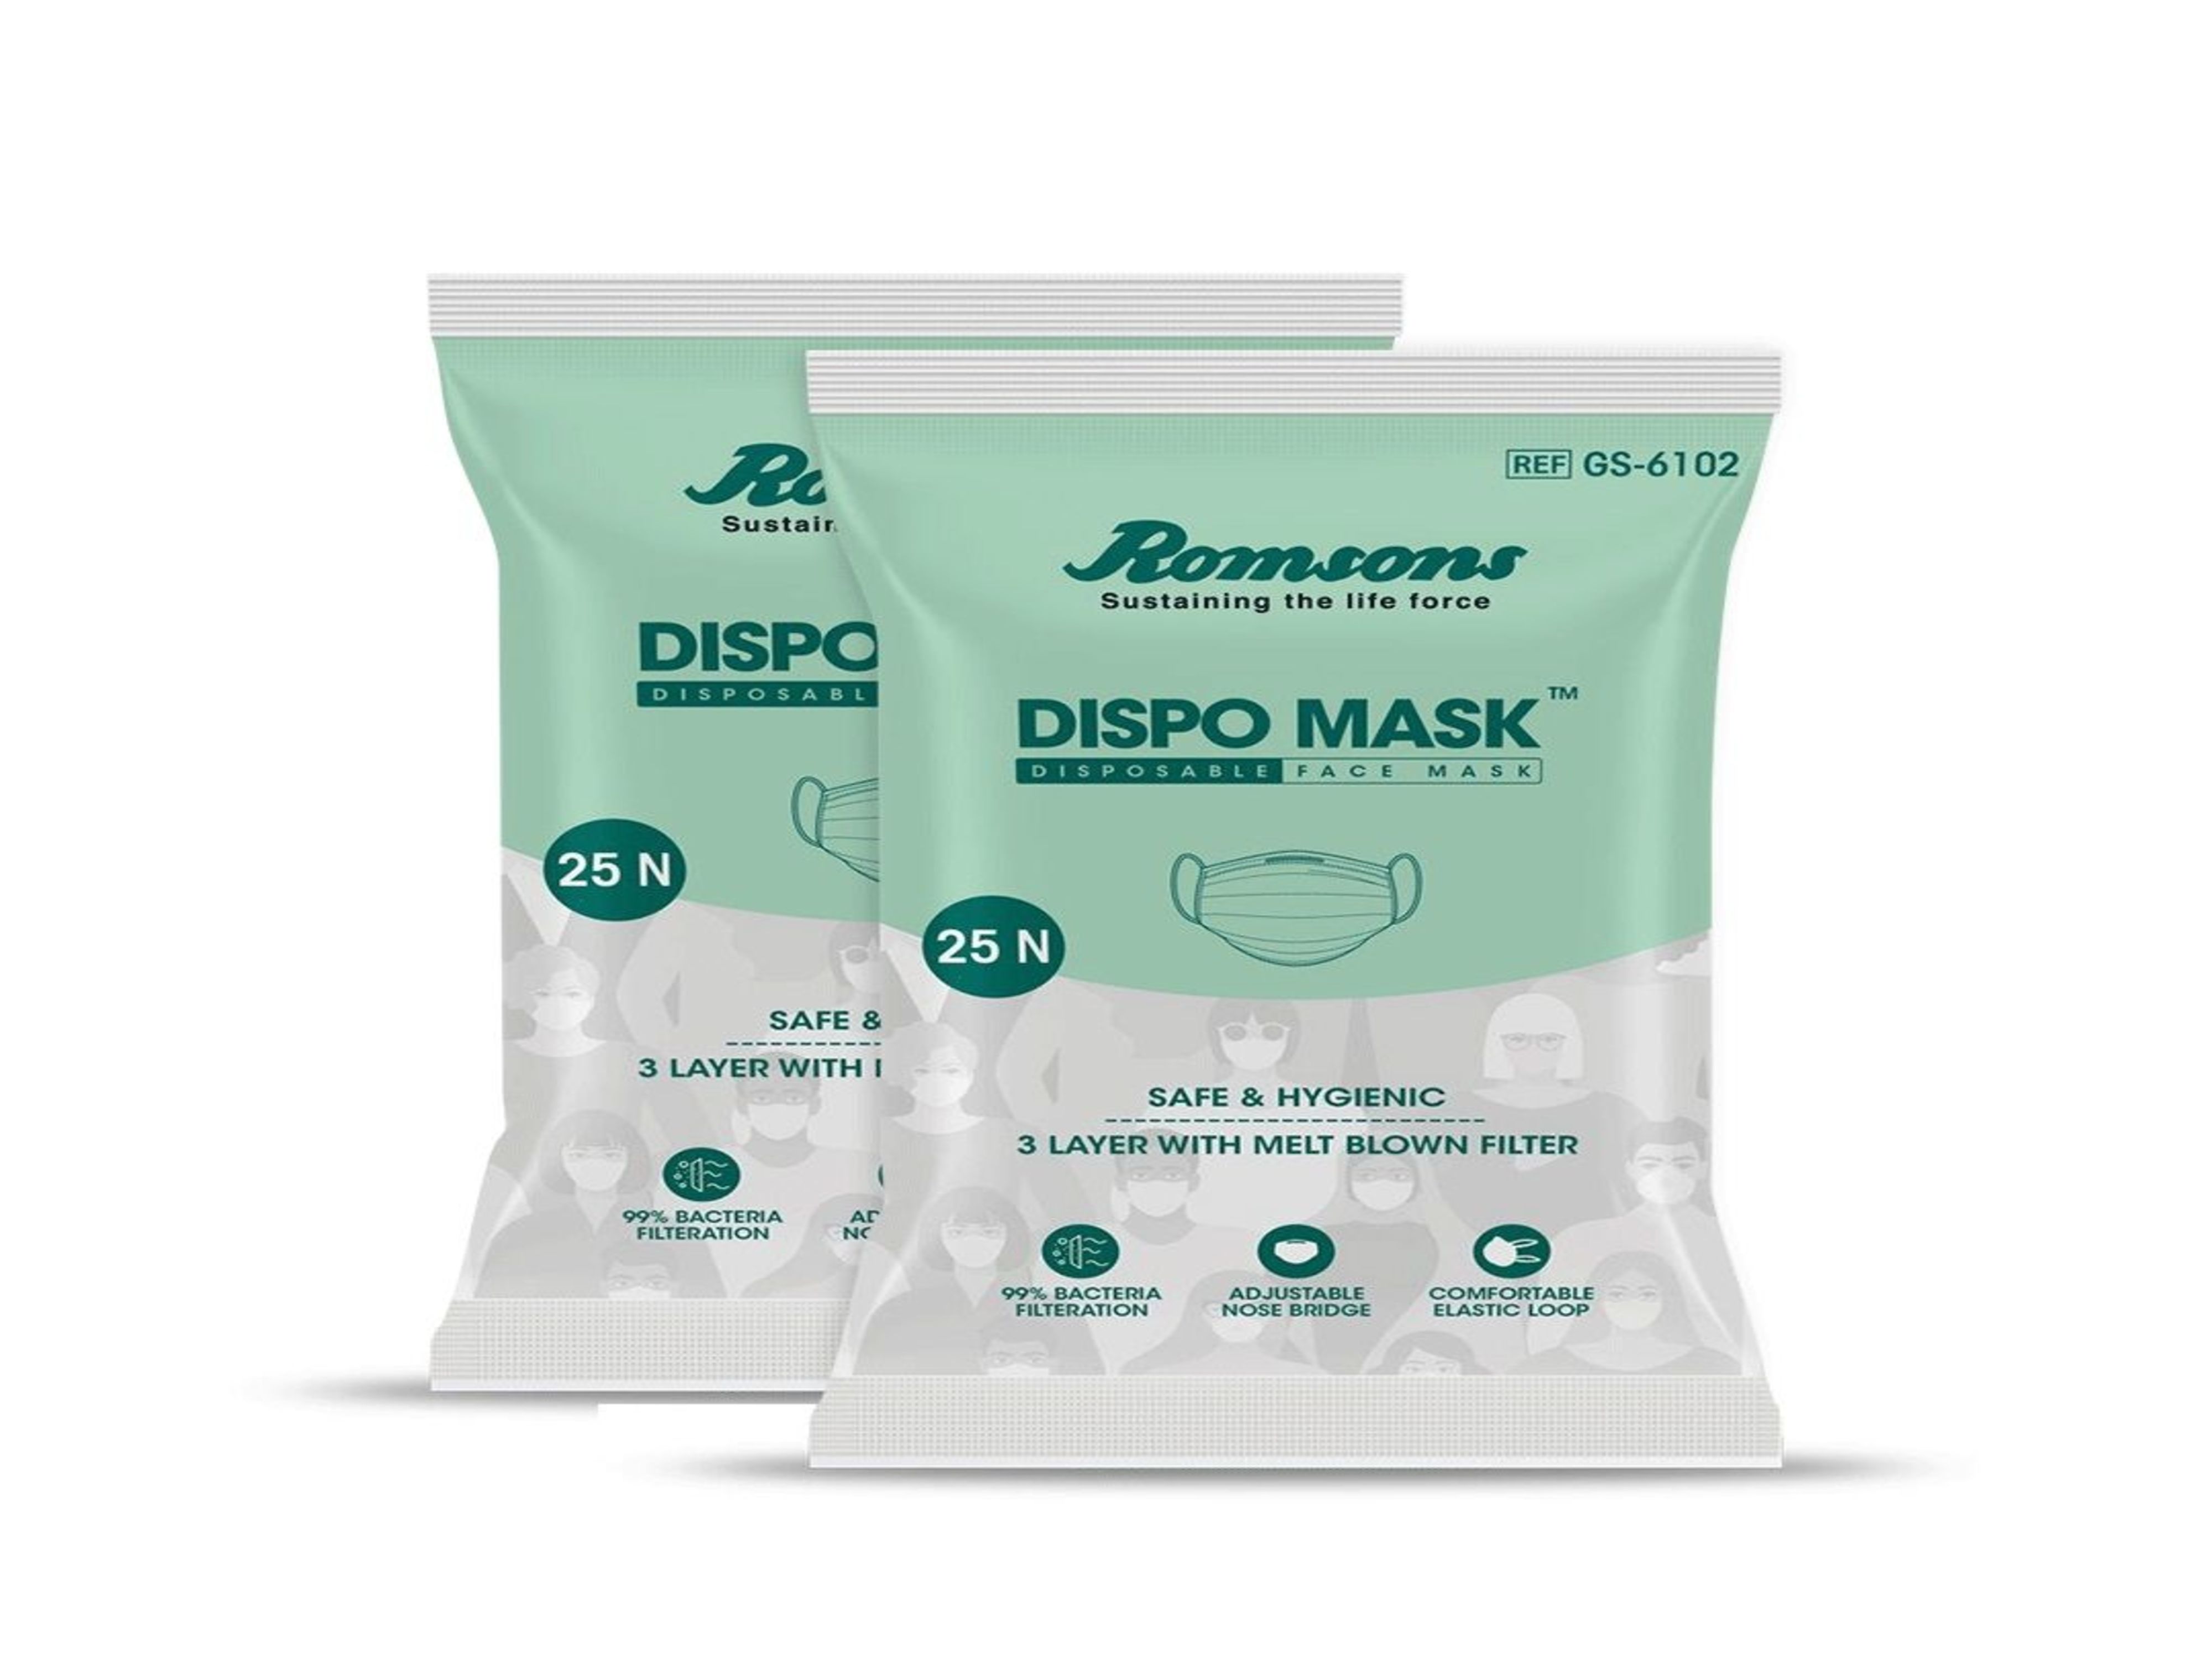 Sustain
DISPO
DISPOSABL
25 N
SAFE &
3 LAYER WITH
99% BACTERIA
FILTERATION
REF GS-6102
Romsons
Sustaining the life force
DISPO MASK™
DISPOSABLE FACE MASK
25 N
SAFE & HYGIENIC
3 LAYER WITH MELT BLOWN FILTER
99% BACTERIA
FILTERATION
ADJUSTABLE
NOSE BRIDGE
COMFORTABLE
ELASTIC LOOP